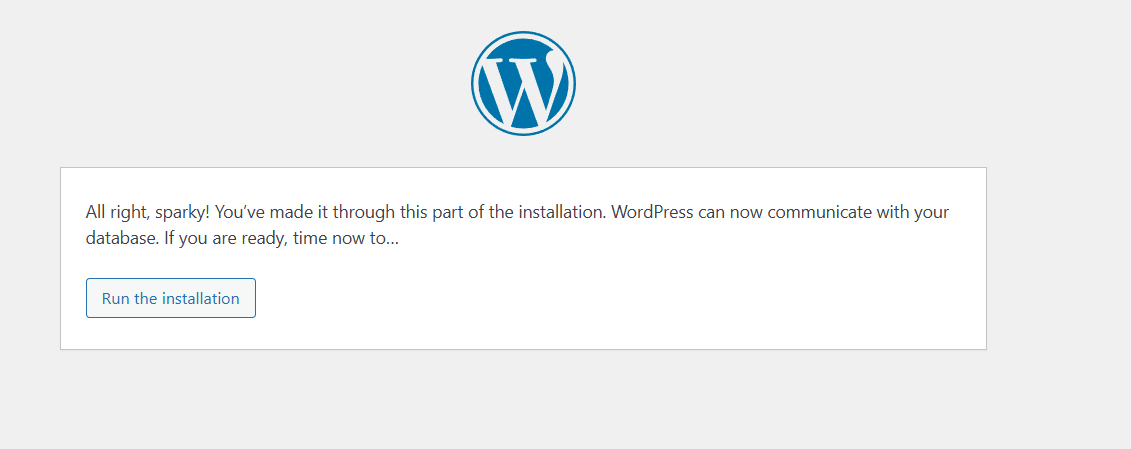 All right, sparky! You’ve made it through this part of the installation. WordPress can now communicate with your
database. If you are ready, time now to…
Run the installation